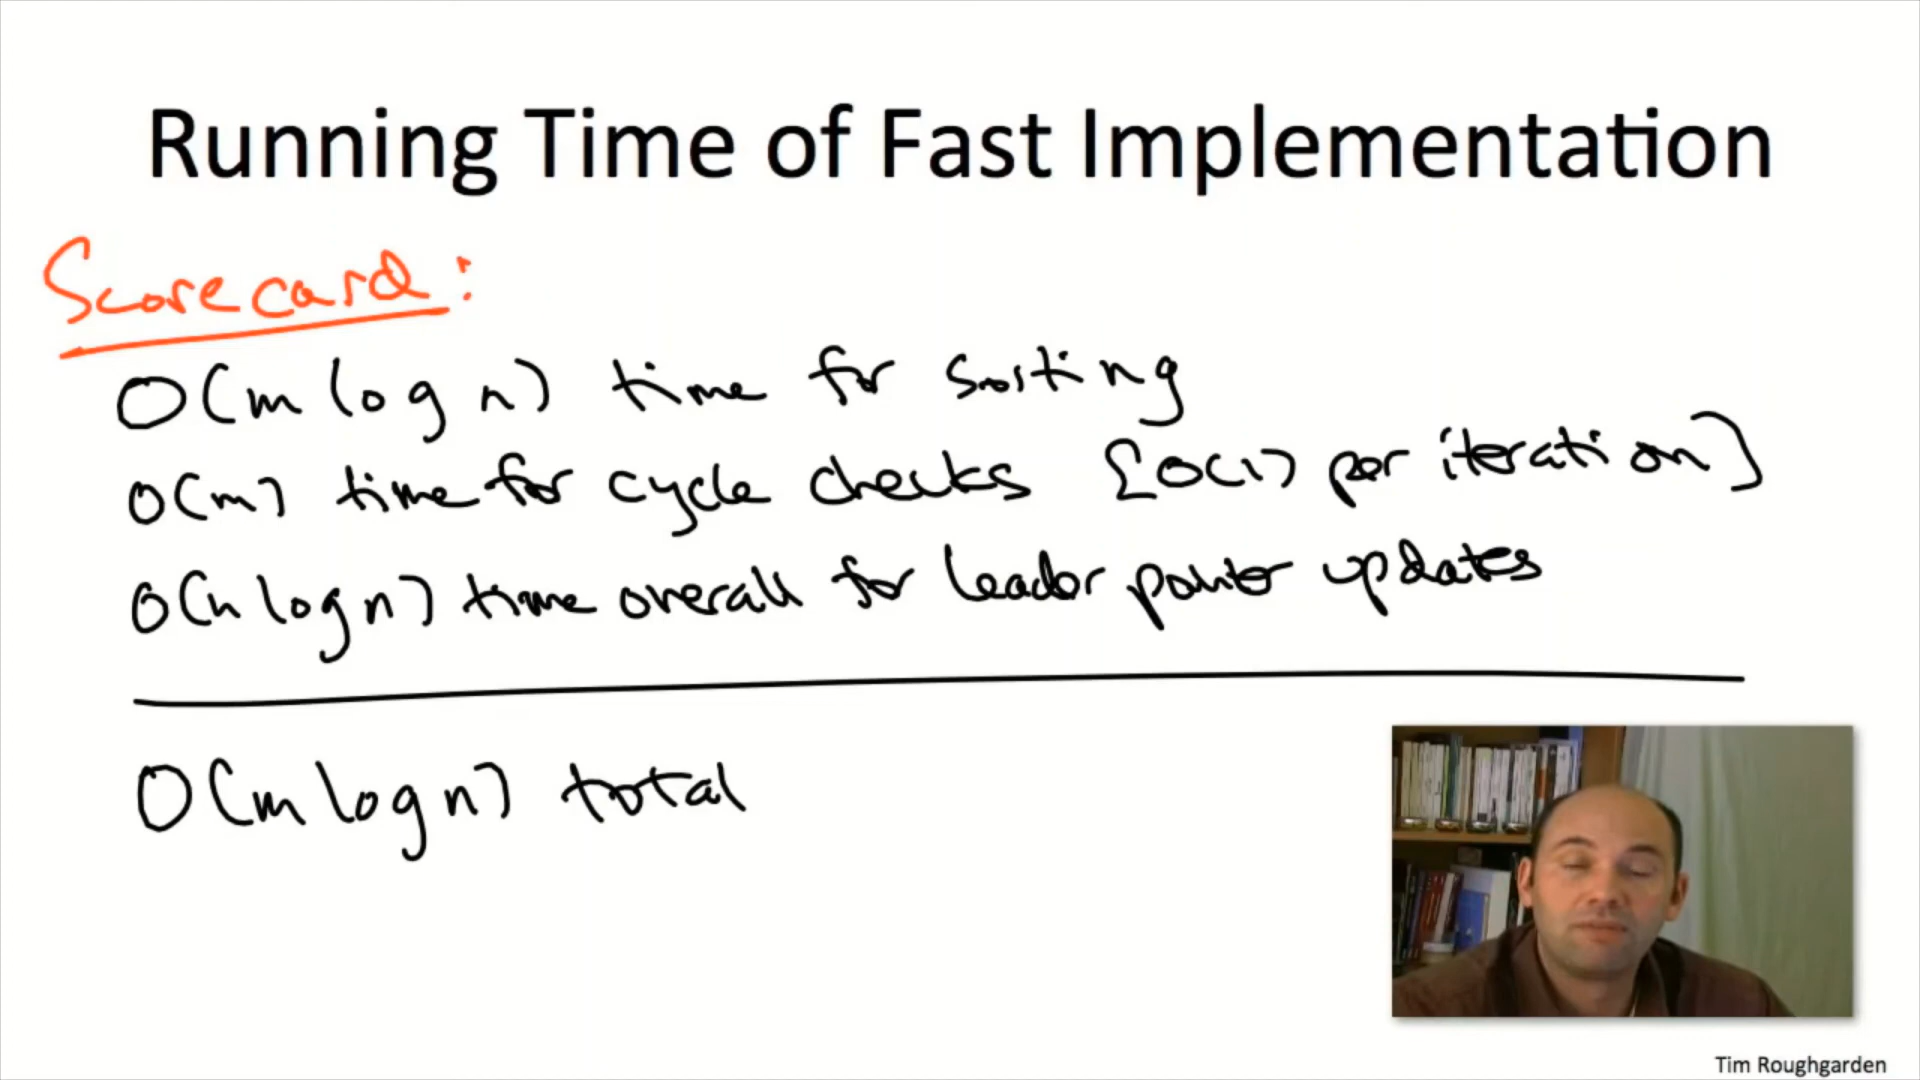 Running Time of Fast Implementation
Scorecard:
O(m log n) time for sorting
O(m) time for cycle checks [O(1) per iteration]
O(n log n) time overall for leader pointer updates
O(m log n) total
Tim Roughgarden